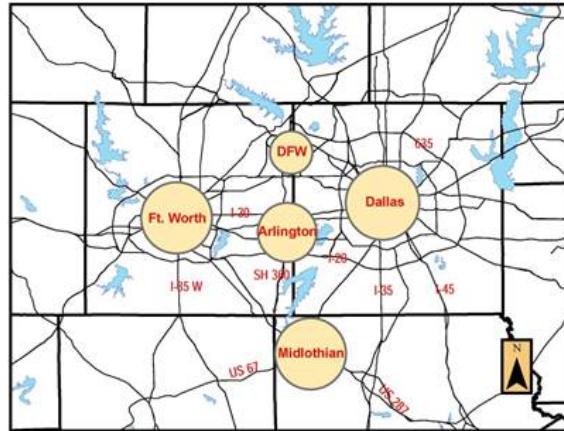 635
DFW
Dallas
Ft. Worth
I-30
Arlington
I-20
SH 360
I-35 W
I-35
I-45
Midlothian
US 67
US 287
N